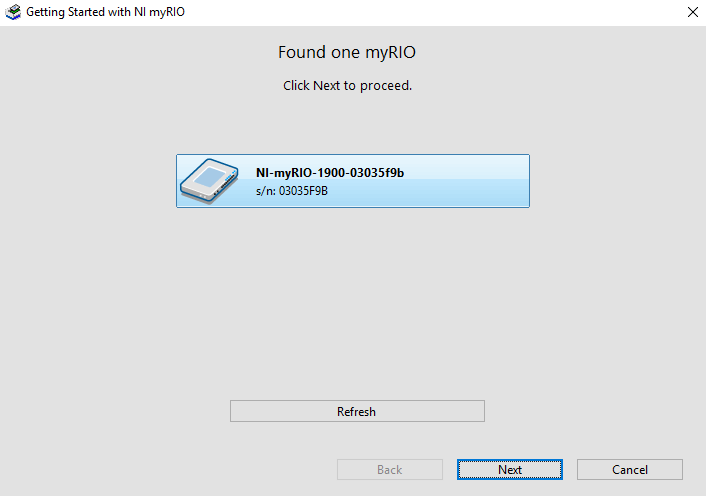 Getting Started with NI myRIO
Found one myRIO
Click Next to proceed.
NI-myRIO-1900-03035f9b
s/n: 03035F9B
Refresh
Back
Next
Cancel